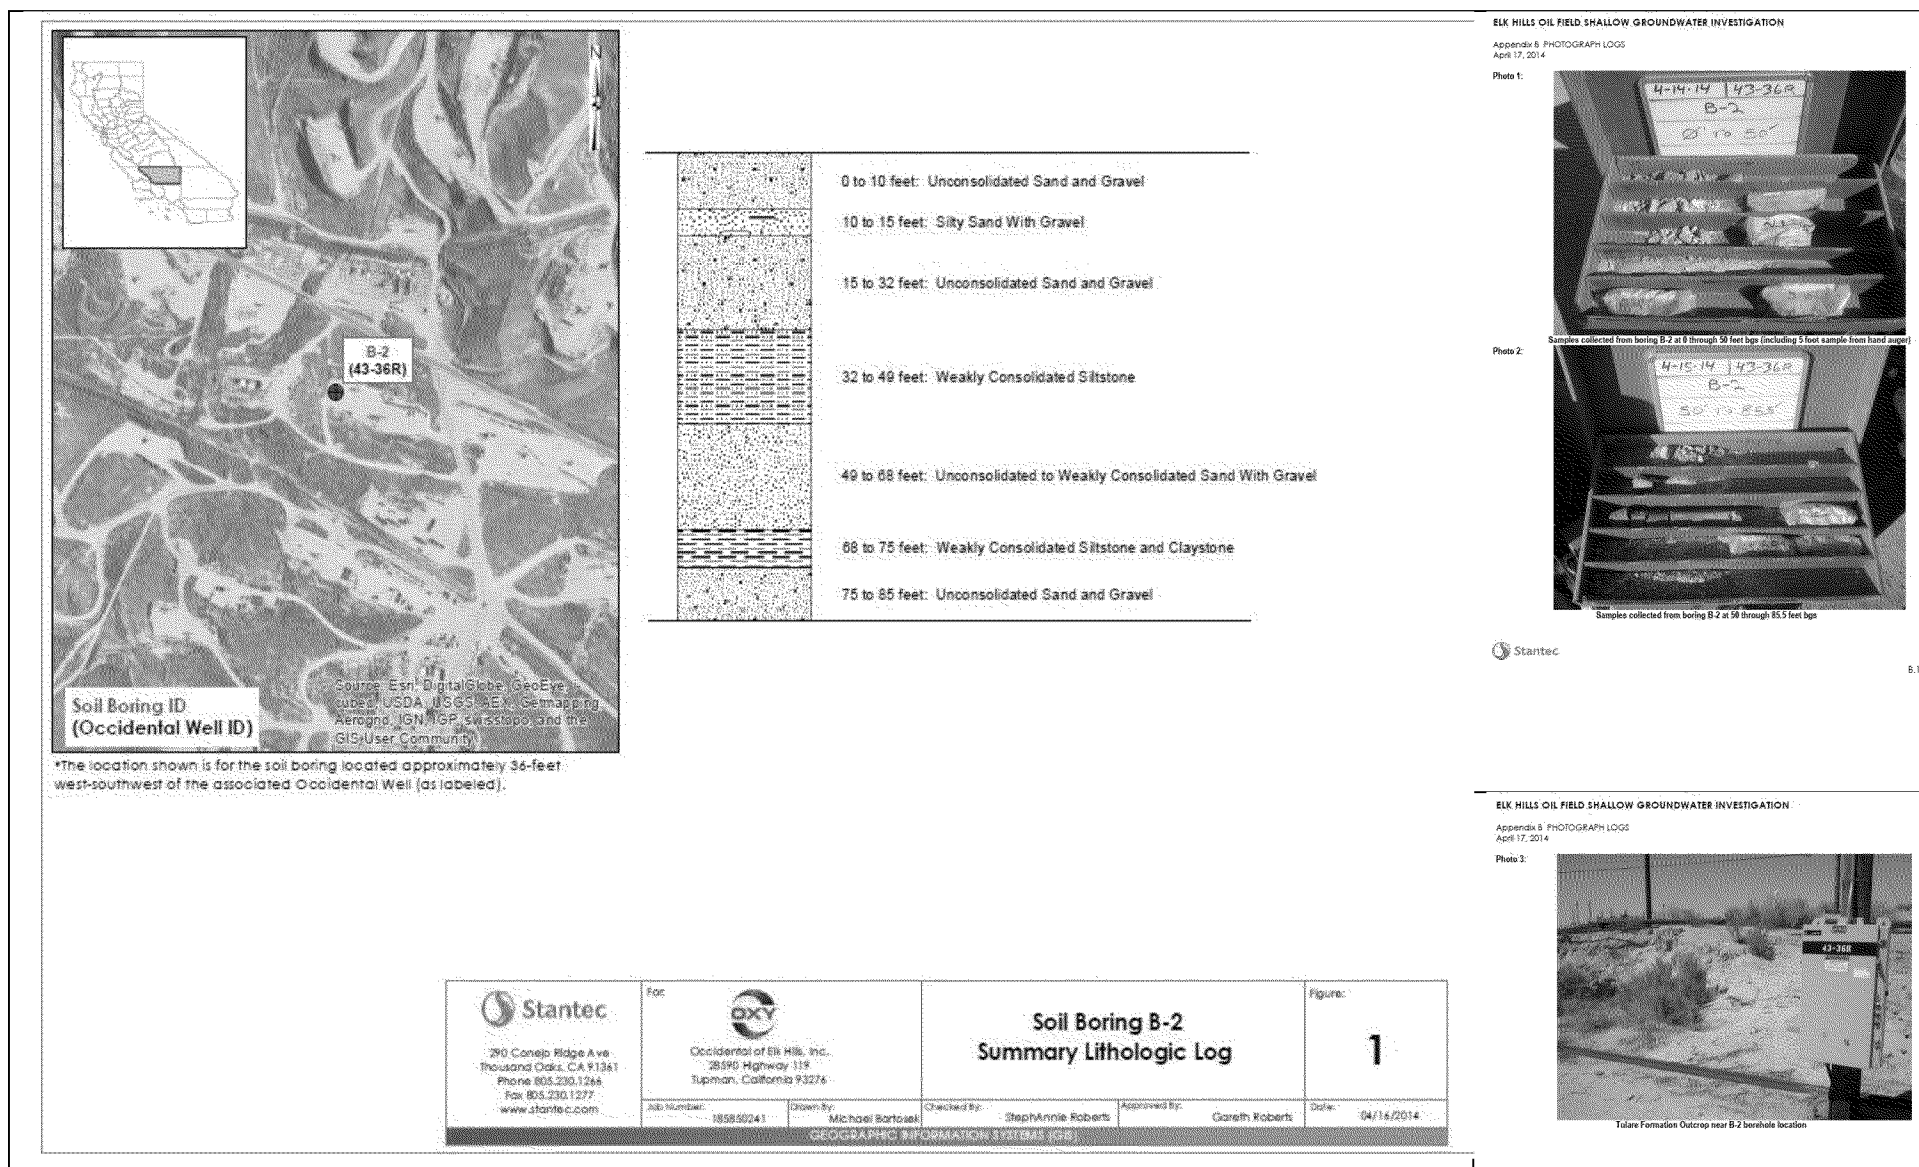 N
B-2
(43-36R)
Soil Boring ID
(Occidental Well ID)
Source: Esri, DigitalGlobe, GeoEye,
i-cubed, USDA, USGS, AEX, Getmapping,
Aerogrid, IGN, IGP, swisstopo, and the
GIS User Community
*The location shown is for the soil boring located approximately 36-feet
west-southwest of the associated Occidental Well (as labeled).
0 to 10 feet: Unconsolidated Sand and Gravel
10 to 15 feet: Silty Sand With Gravel
15 to 32 feet: Unconsolidated Sand and Gravel
32 to 49 feet: Weakly Consolidated Siltstone
49 to 68 feet: Unconsolidated to Weakly Consolidated Sand With Gravel
68 to 75 feet: Weakly Consolidated Siltstone and Claystone
75 to 85 feet: Unconsolidated Sand and Gravel
Stantec
290 Conejo Ridge Ave
Thousand Oaks, CA 91361
Phone 805.230.1266
Fax 805.230.1277
www.stantec.com
For:
OXY
Occidental of Elk Hills, Inc.
28590 Highway 119
Tupman, California 93276
Soil Boring B-2
Summary Lithologic Log
Figure:
1
Job Number:
185850241
Drawn By:
Michael Bartosek
Checked By:
StephAnnie Roberts
Approved By:
Gareth Roberts
Date:
04/16/2014
GEOGRAPHIC INFORMATION SYSTEMS (GIS)
ELK HILLS OIL FIELD SHALLOW GROUNDWATER INVESTIGATION
Appendix B PHOTOGRAPH LOGS
April 17, 2014
Photo 1:
4-14-14 43-36R
B-2
0' to 50'
Samples collected from boring B-2 at 0 through 50 feet bgs (including 5 foot sample from hand auger)
Photo 2:
4-15-14 43-36R
B-2
50' to 85.5'
Samples collected from boring B-2 at 50 through 85.5 feet bgs
Stantec
B.1
ELK HILLS OIL FIELD SHALLOW GROUNDWATER INVESTIGATION
Appendix B PHOTOGRAPH LOGS
April 17, 2014
Photo 3:
43-36R
Tulare Formation Outcrop near B-2 borehole location